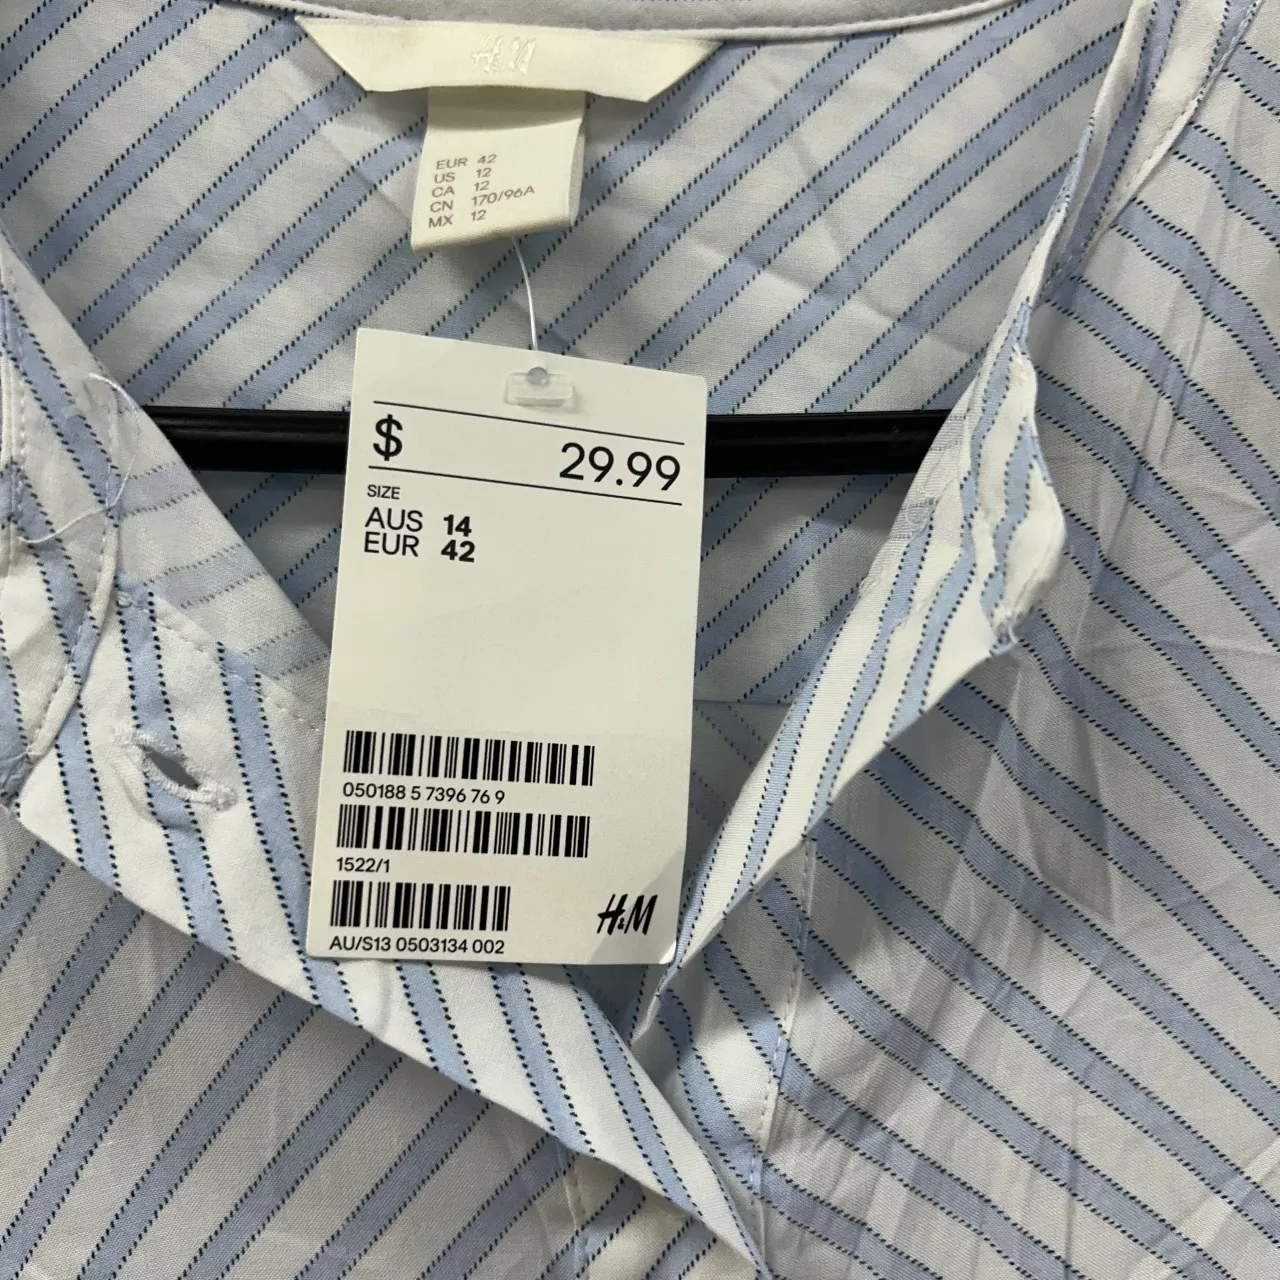 H&M
EUR 42
US 12
CA 12
CN 170/96A
MX 12
$ 29.99
SIZE
AUS 14
EUR 42
050188 5 7396 76 9
1522/1
H&M
AU/S13 0503134 002